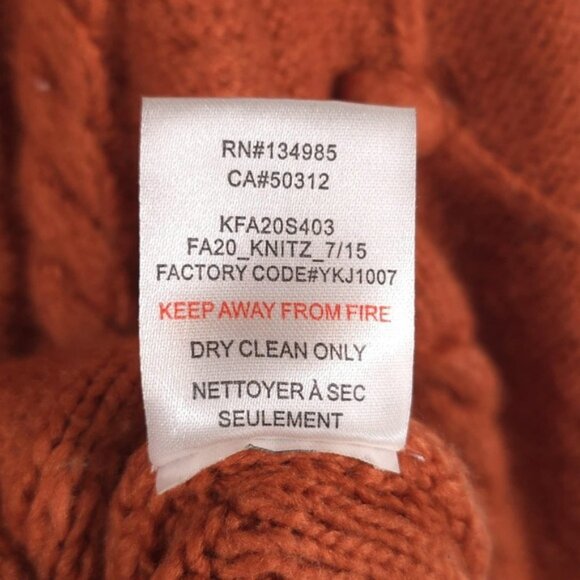 RN#134985
CA#50312
KFA20S403
FA20_KNITZ_7/15
FACTORY CODE#YKJ1007
KEEP AWAY FROM FIRE
DRY CLEAN ONLY
NETTOYER À SEC
SEULEMENT